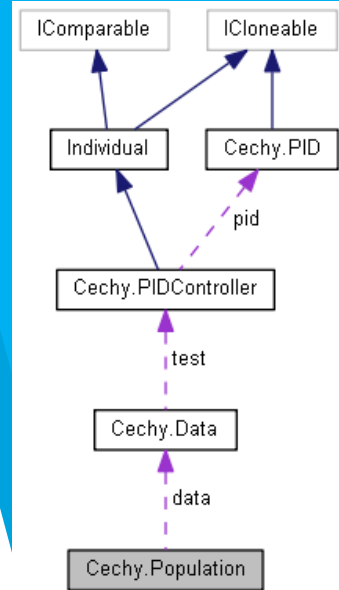 IComparable ICloneable
Individual Cechy.PID
pid
Cechy.PIDController
test
Cechy.Data
data
Cechy.Population